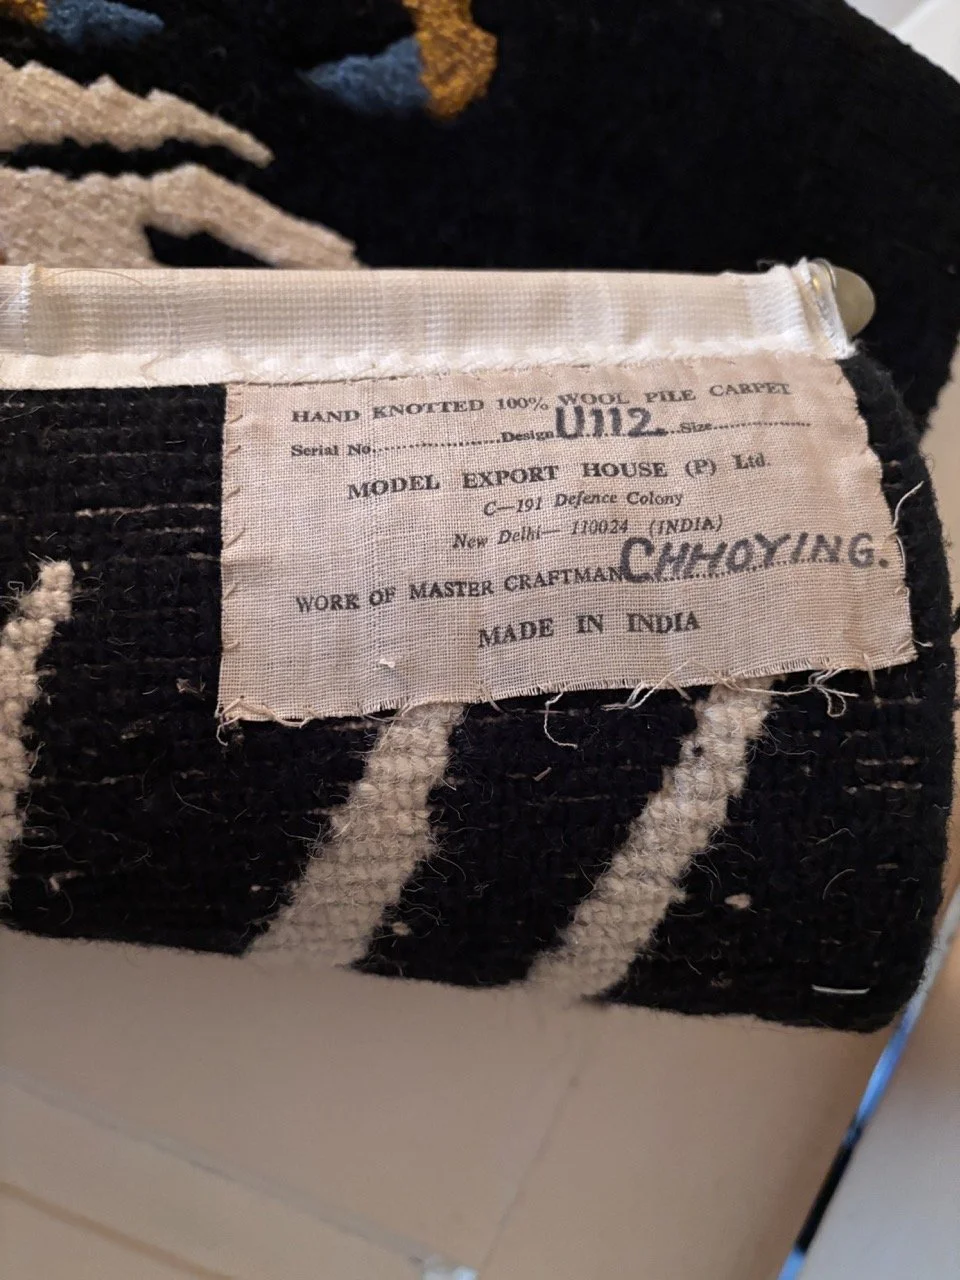 HAND KNOTTED 100% WOOL PILE CARPET
Serial No...............Design U112. Size...............
MODEL EXPORT HOUSE (P) Ltd.
C—191 Defence Colony
New Delhi— 110024 (INDIA)
WORK OF MASTER CRAFTMAN CHHOYING.
MADE IN INDIA